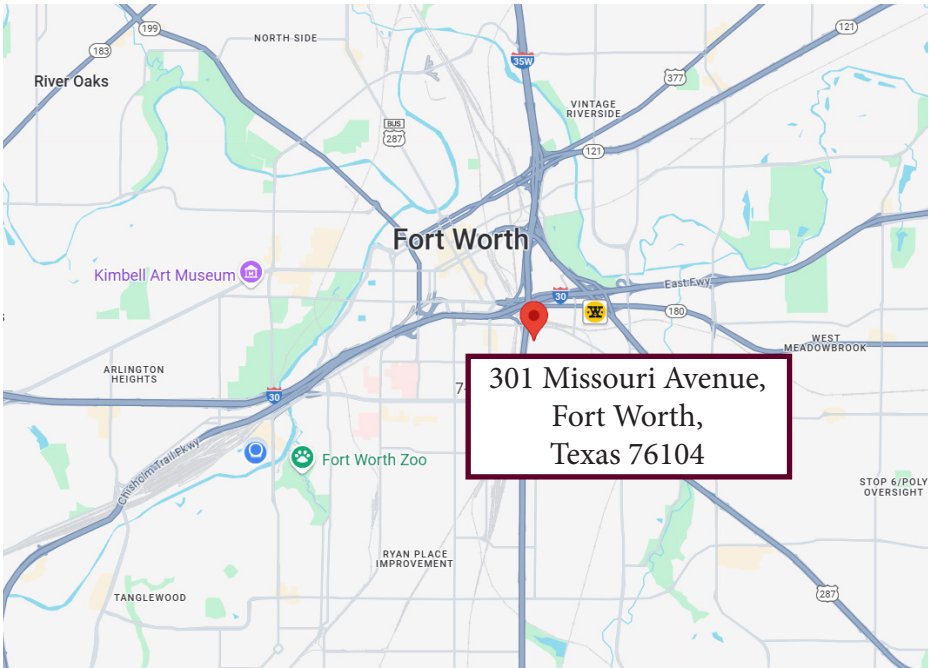 199
121
NORTH SIDE
183
35W
River Oaks
377
VINTAGE
RIVERSIDE
BUS
287
121
Fort Worth
Kimbell Art Museum
East Fwy
30
180
W
WEST
MEADOWBROOK
ARLINGTON
HEIGHTS
30
7-
301 Missouri Avenue,
Fort Worth,
Texas 76104
Chisholm Trail Pkwy
Fort Worth Zoo
STOP 6/POLY
OVERSIGHT
RYAN PLACE
IMPROVEMENT
TANGLEWOOD
287